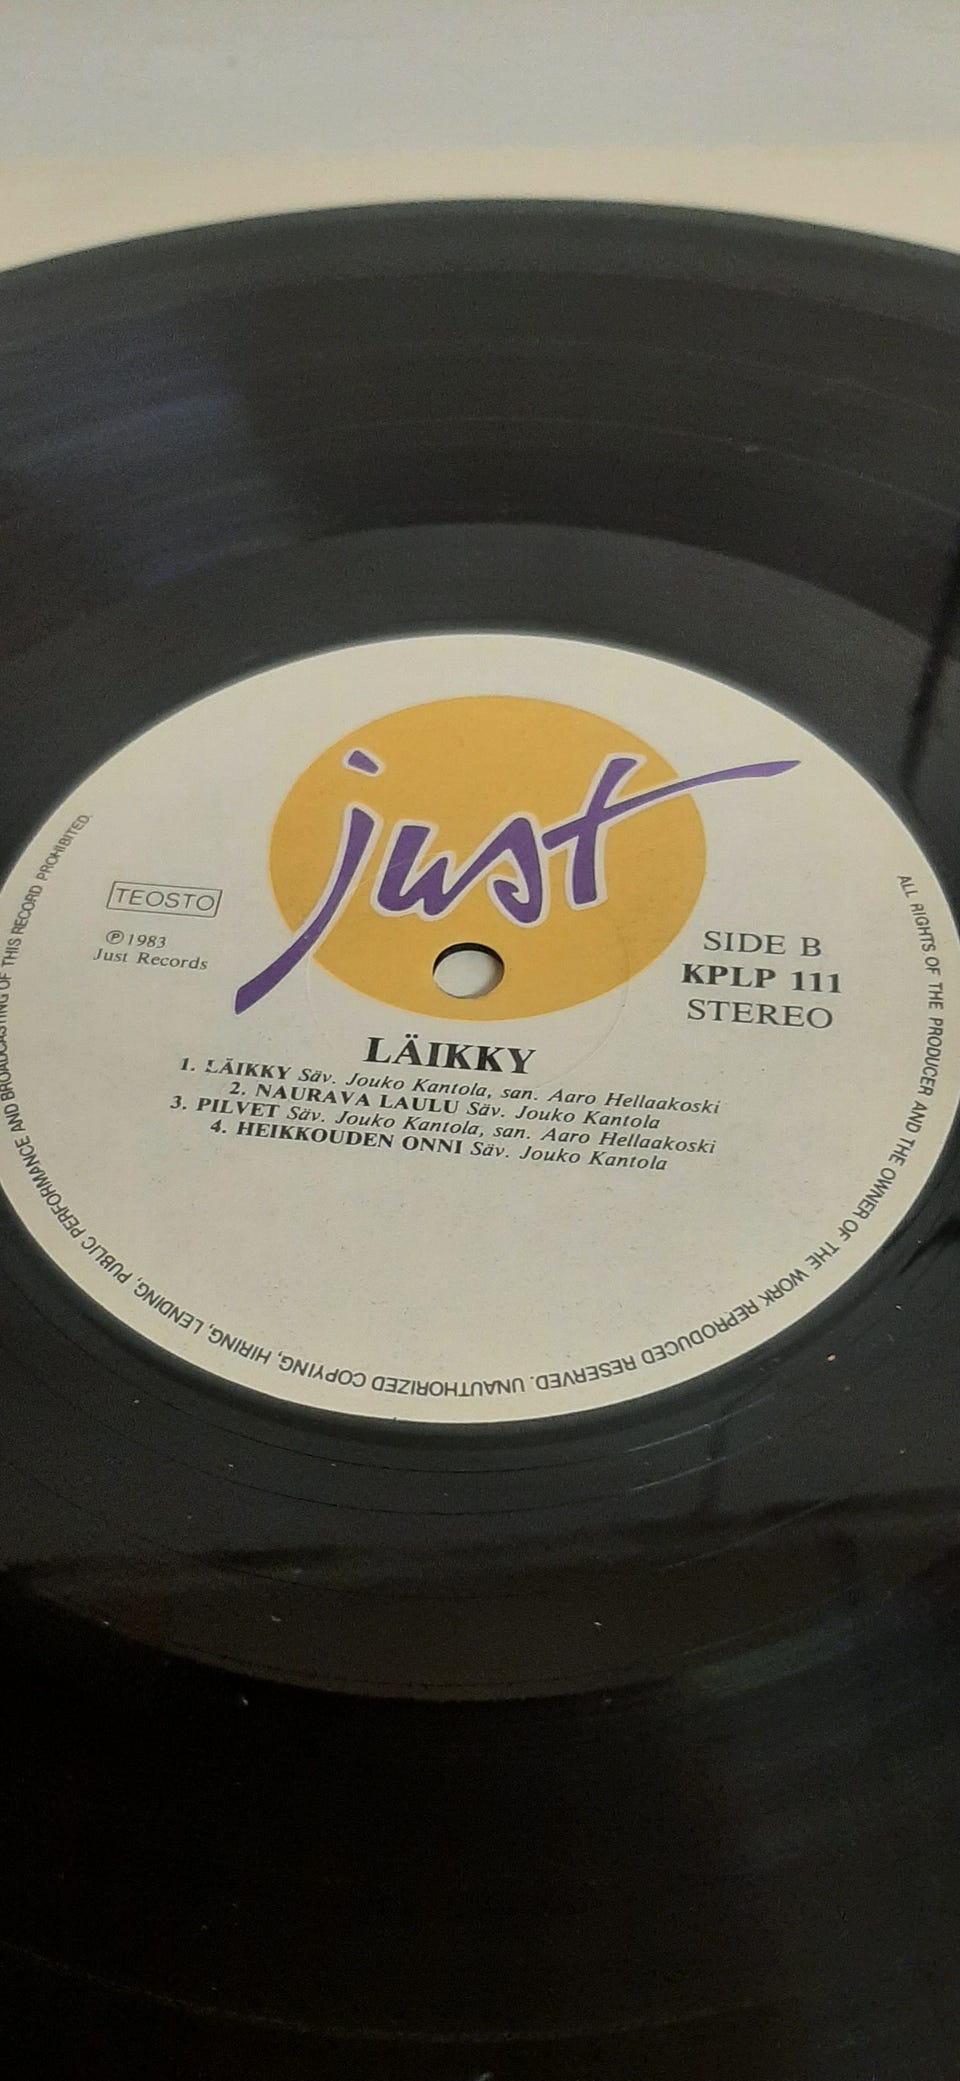 just
TEOSTO
℗ 1983
Just Records
SIDE B
KPLP 111
STEREO
LÄIKKY
1. LÄIKKY Säv. Jouko Kantola, san. Aaro Hellaakoski
2. NAURAVA LAULU Säv. Jouko Kantola
3. PILVET Säv. Jouko Kantola, san. Aaro Hellaakoski
4. HEIKKOUDEN ONNI Säv. Jouko Kantola
ALL RIGHTS OF THE PRODUCER AND THE OWNER OF THE WORK REPRODUCED RESERVED. UNAUTHORIZED COPYING, HIRING, LENDING, PUBLIC PERFORMANCE AND BROADCASTING OF THIS RECORD PROHIBITED.